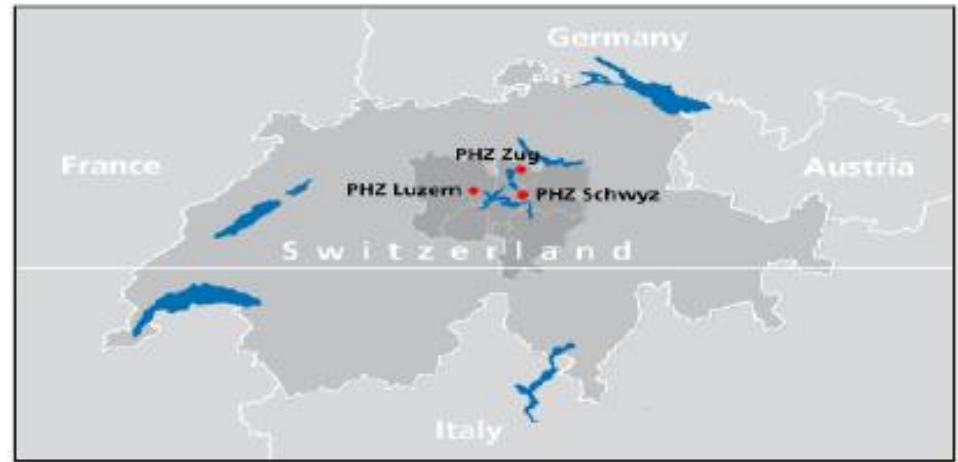 Germany
France
PHZ Zug
Austria
PHZ Luzern
PHZ Schwyz
Switzerland
Italy